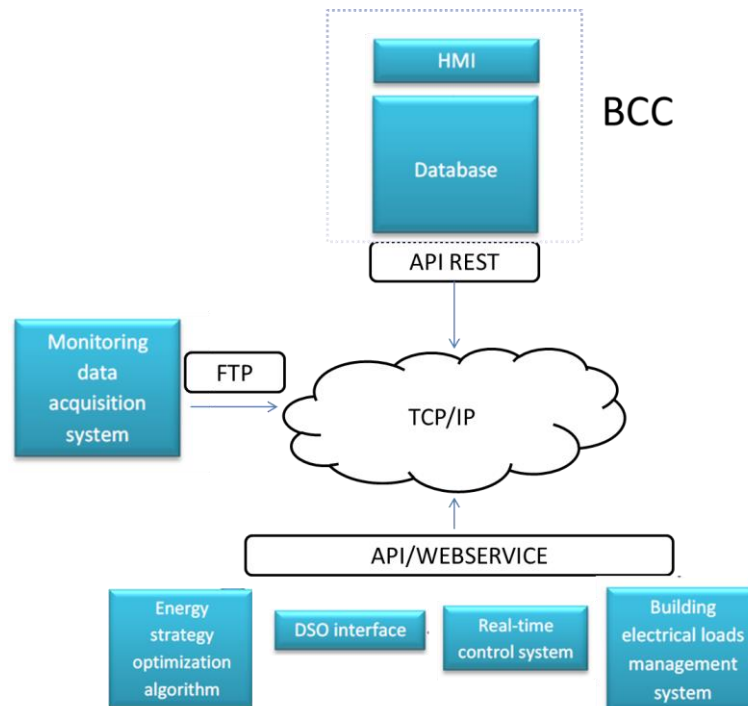 HMI
BCC
Database
API REST
Monitoring
data
acquisition
system
FTP
TCP/IP
API/WEBSERVICE
Energy
strategy
optimization
algorithm
DSO interface
Real-time
control system
Building
electrical loads
management
system